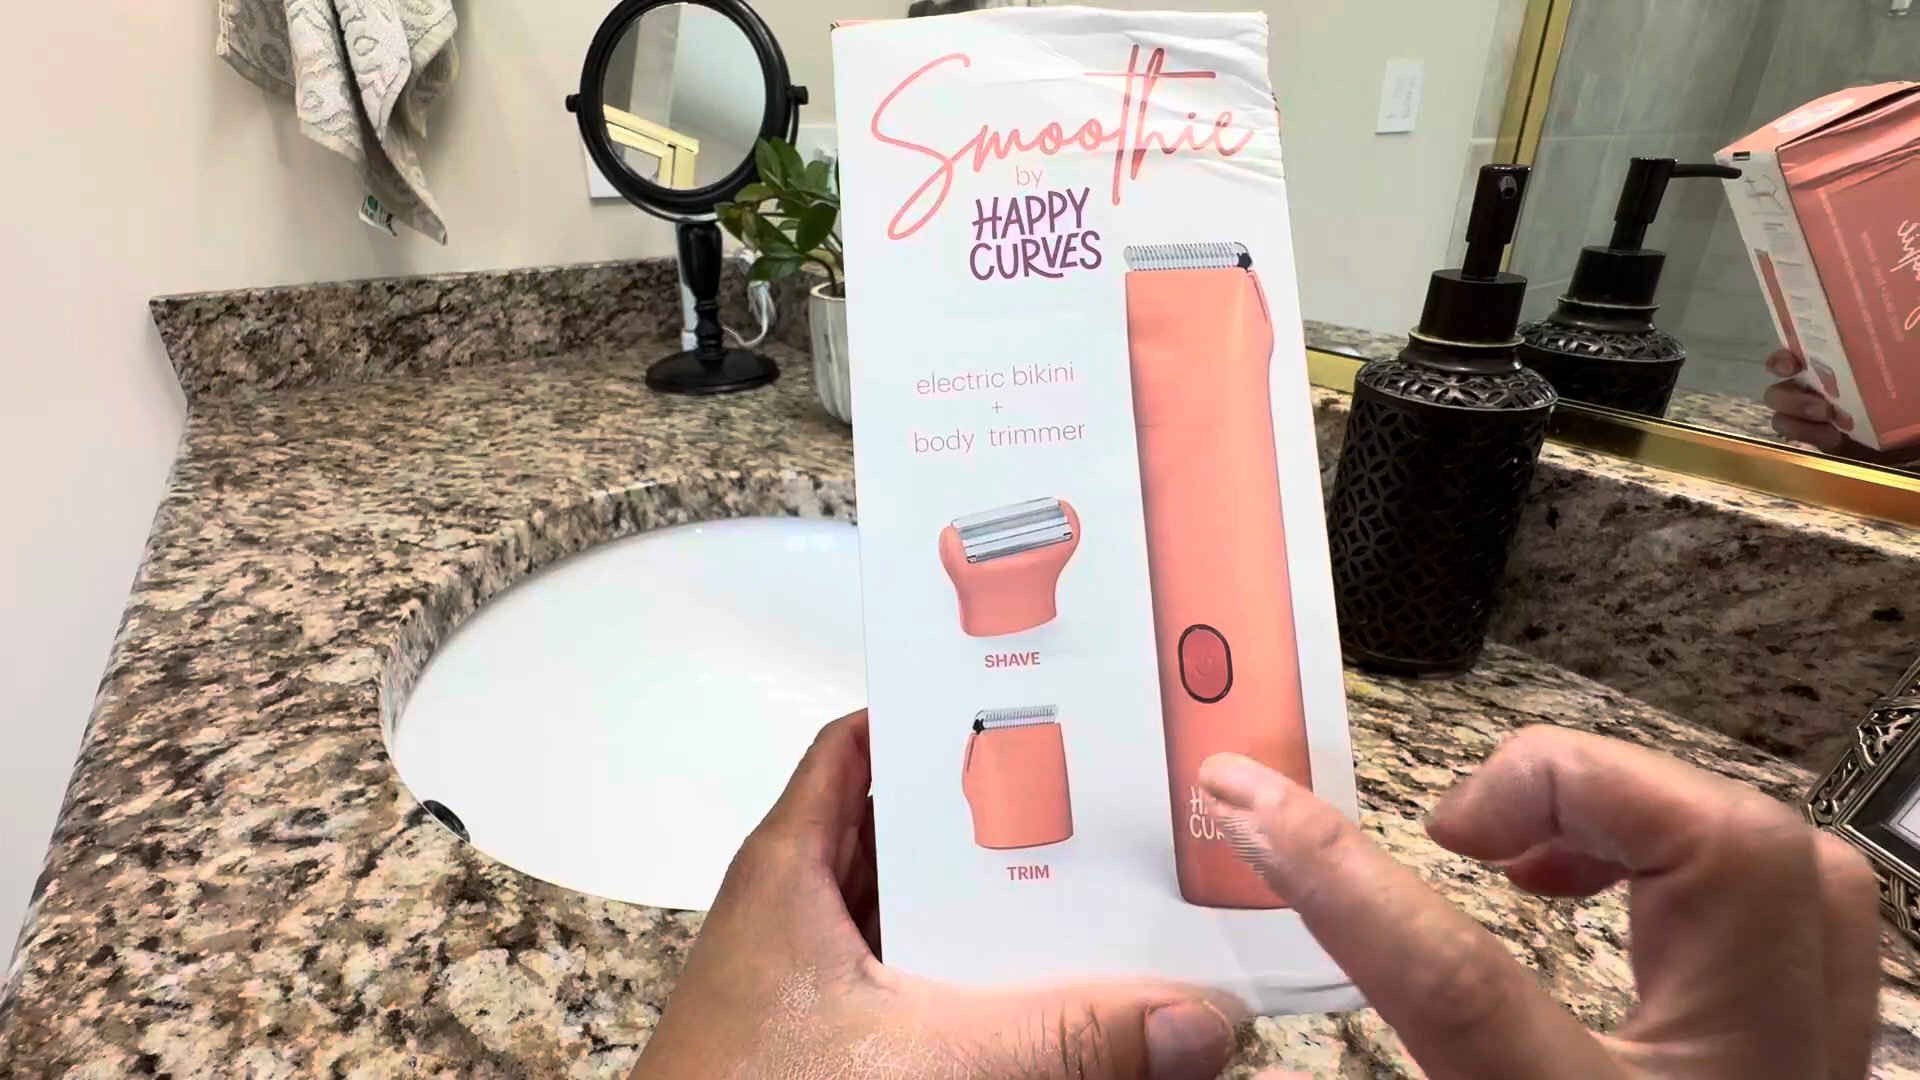 Smoothie
by
HAPPY
CURVES
electric bikini
+
body trimmer
SHAVE
TRIM